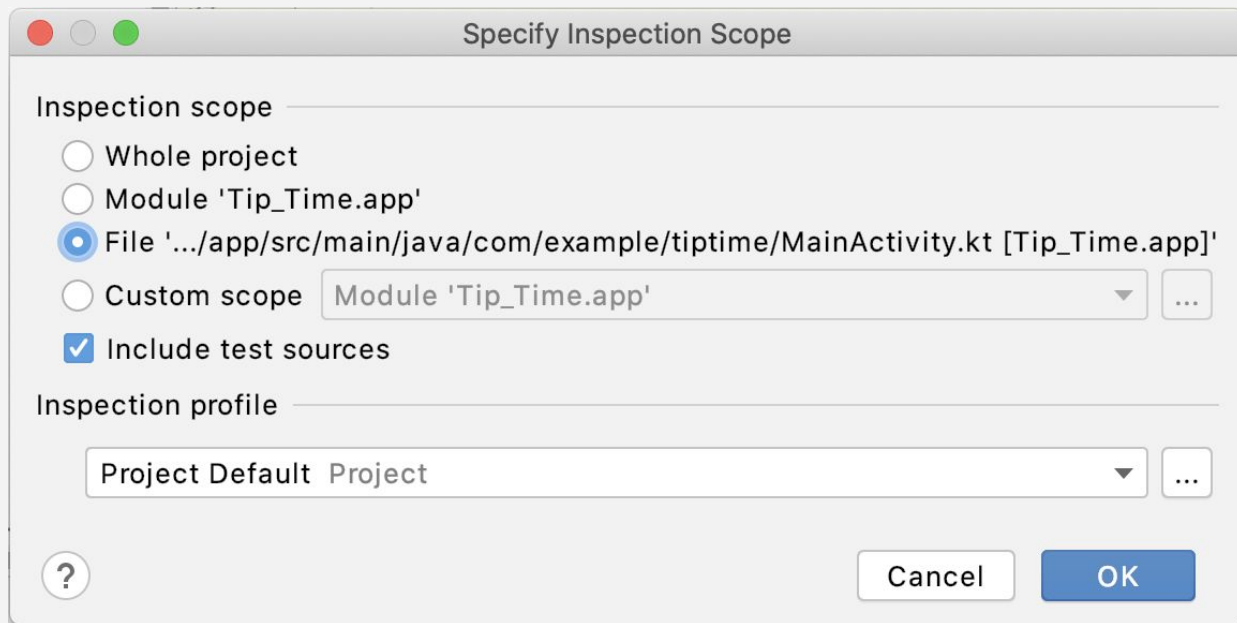 Specify Inspection Scope
Inspection scope
Whole project
Module 'Tip_Time.app'
File '.../app/src/main/java/com/example/tiptime/MainActivity.kt [Tip_Time.app]'
Custom scope Module 'Tip_Time.app' ...
Include test sources
Inspection profile
Project Default Project ...
? Cancel OK